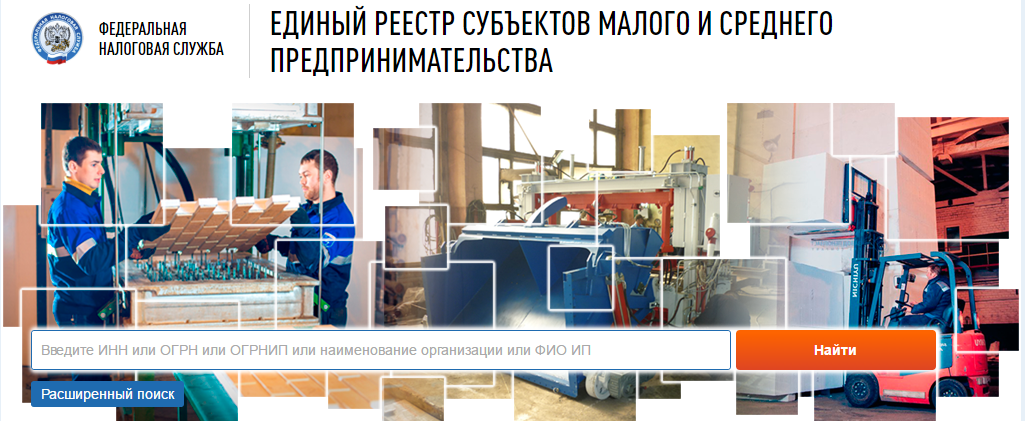 ФЕДЕРАЛЬНАЯ
НАЛОГОВАЯ СЛУЖБА
ЕДИНЫЙ РЕЕСТР СУБЪЕКТОВ МАЛОГО И СРЕДНЕГО
ПРЕДПРИНИМАТЕЛЬСТВА
Введите ИНН или ОГРН или ОГРНИП или наименование организации или ФИО ИП
Найти
Расширенный поиск